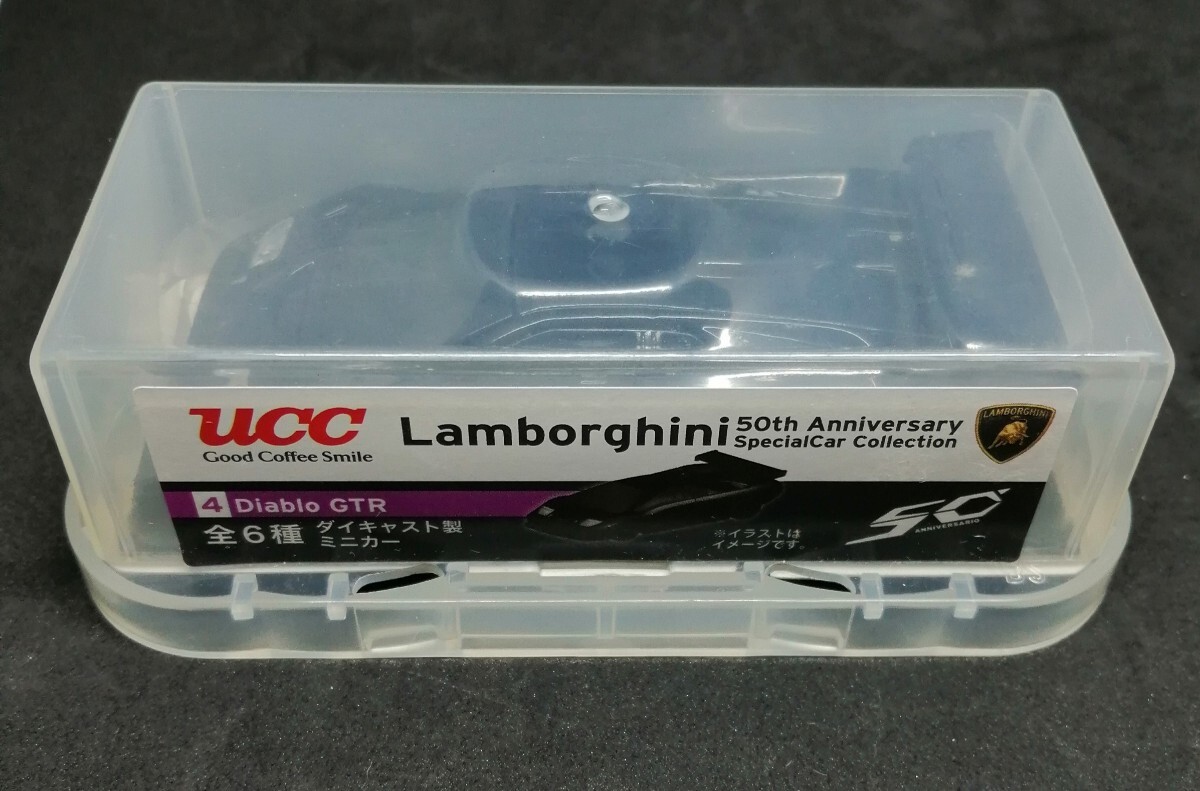 UCC
Good Coffee Smile
Lamborghini
50th Anniversary
SpecialCar Collection
LAMBORGHINI
4 Diablo GTR
全6種
ダイキャスト製
ミニカー
※イラストは
イメージです。
50
ANNIVERSARIO